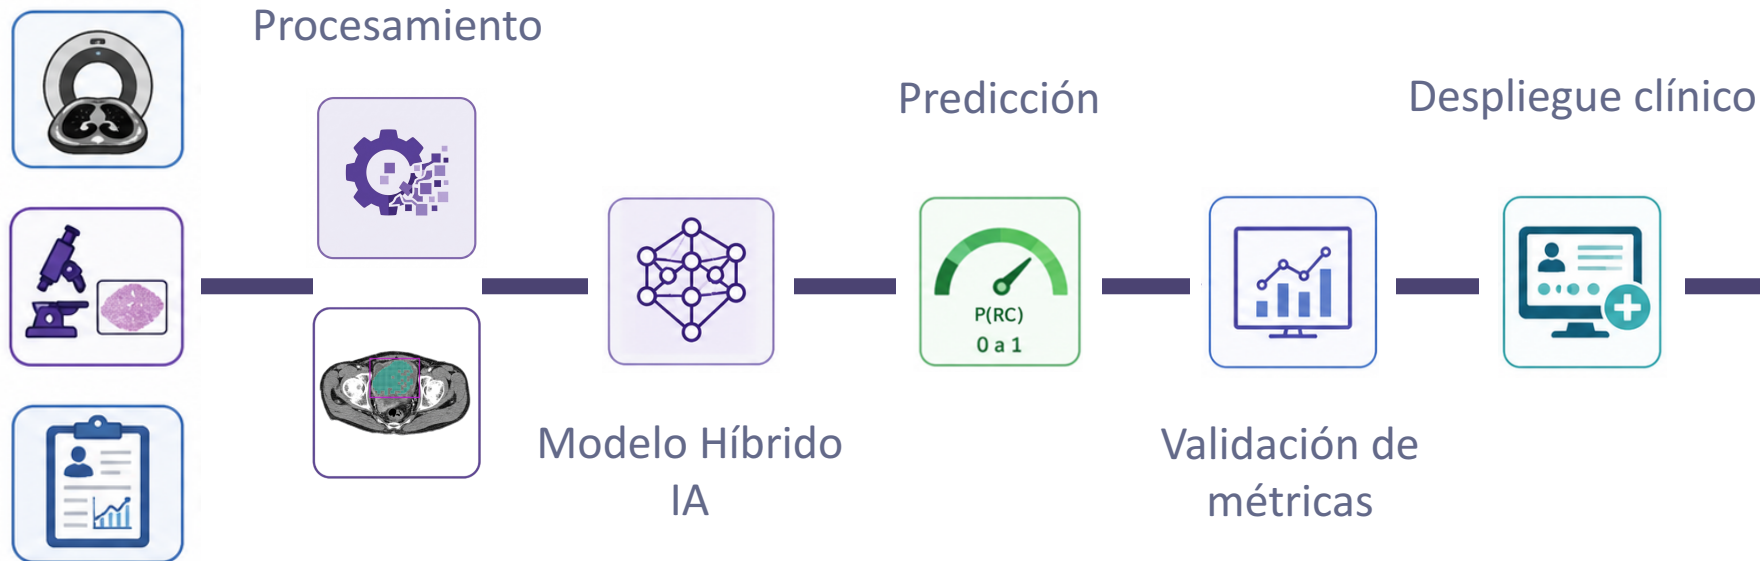 Procesamiento
Predicción
Despliegue clínico
P(RC)
0 a 1
Modelo Híbrido
IA
Validación de
métricas